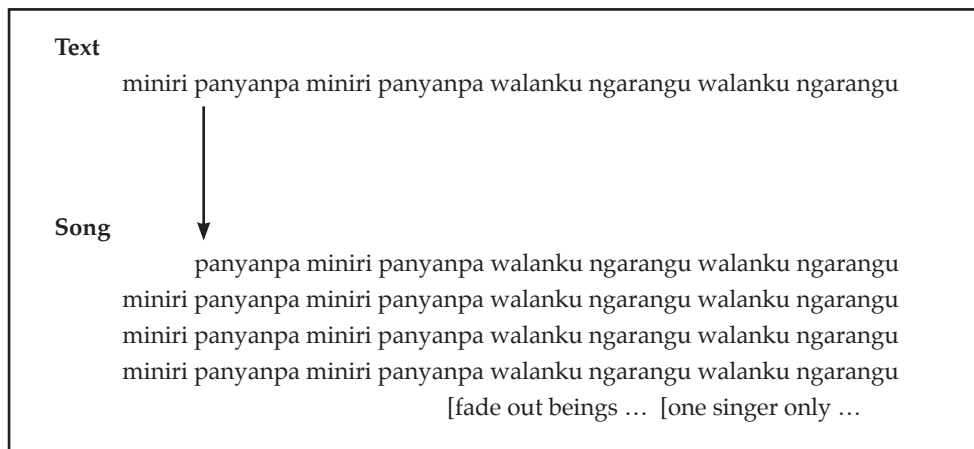 Text
miniri panyanpa miniri panyanpa walanku ngarangu walanku ngarangu
Song
panyanpa miniri panyanpa walanku ngarangu walanku ngarangu
miniri panyanpa miniri panyanpa walanku ngarangu walanku ngarangu
miniri panyanpa miniri panyanpa walanku ngarangu walanku ngarangu
miniri panyanpa miniri panyanpa walanku ngarangu walanku ngarangu
[fade out beings … [one singer only …